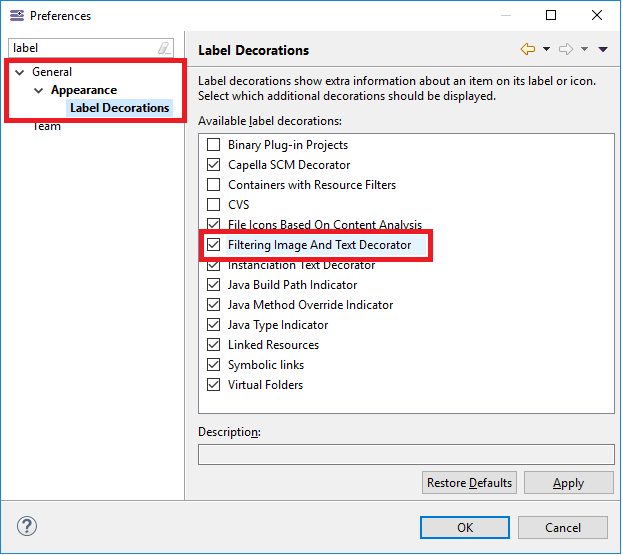 Preferences
label
General
Appearance
Label Decorations
Team
Label Decorations
Label decorations show extra information about an item on its label or icon.
Select which additional decorations should be displayed.
Available label decorations:
Binary Plug-in Projects
Capella SCM Decorator
Containers with Resource Filters
CVS
File Icons Based On Content Analysis
Filtering Image And Text Decorator
Instanciation Text Decorator
Java Build Path Indicator
Java Method Override Indicator
Java Type Indicator
Linked Resources
Symbolic links
Virtual Folders
Description:
Restore Defaults
Apply
?
OK
Cancel